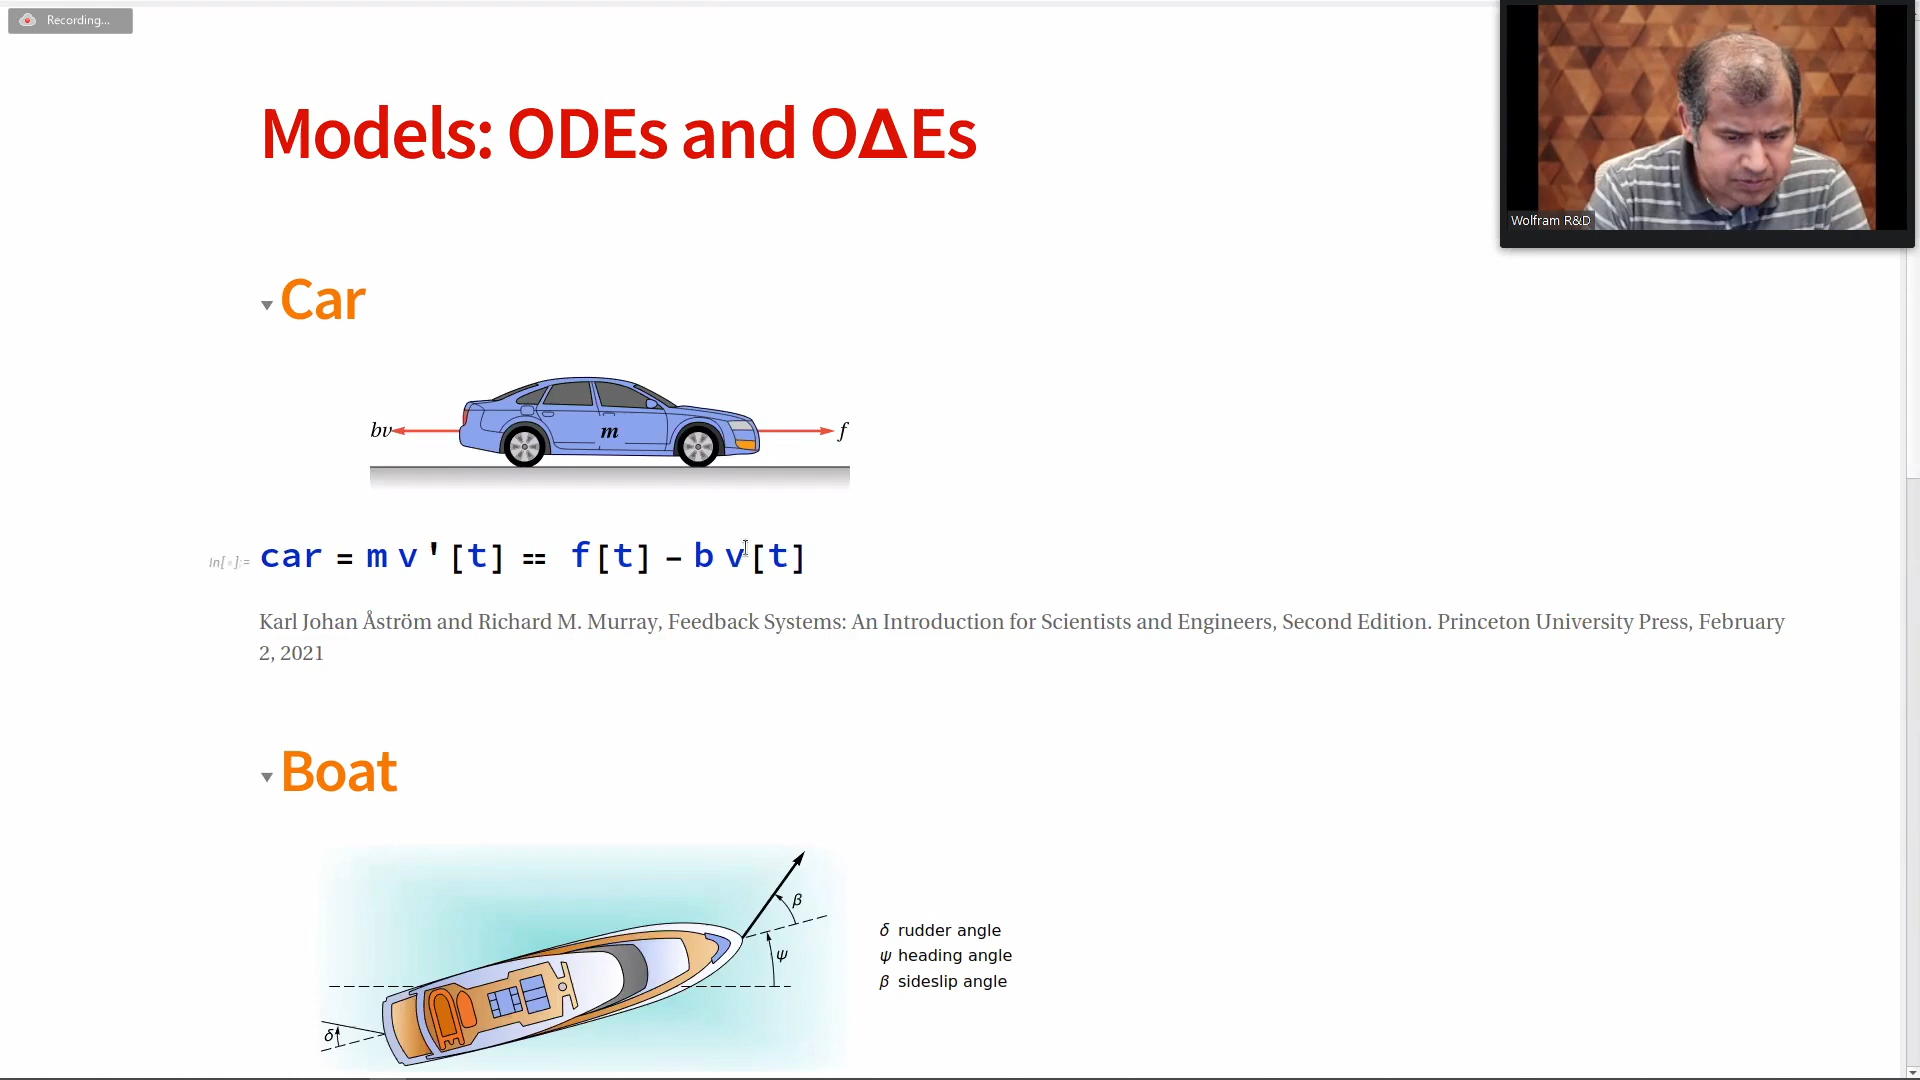 Recording...
Wolfram R&D
Models: ODEs and OΔEs
Car
bv
m
f
In[∘]:= car = m v '[t] == f[t] - b v[t]
Karl Johan Åström and Richard M. Murray, Feedback Systems: An Introduction for Scientists and Engineers, Second Edition. Princeton University Press, February
2, 2021
Boat
β
ψ
δ
δ rudder angle
ψ heading angle
β sideslip angle